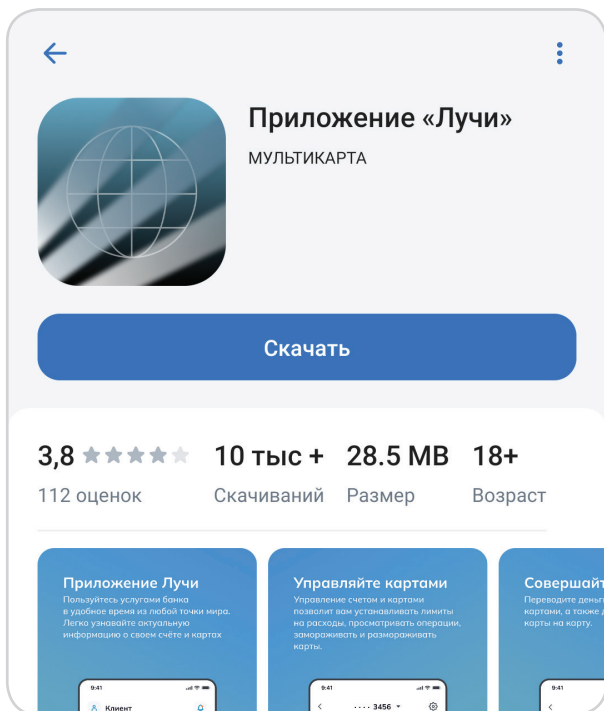 Приложение «Лучи»
МУЛЬТИКАРТА
Скачать
3,8
112 оценок
10 тыс +
Скачиваний
28.5 MB
Размер
18+
Возраст
Приложение Лучи
Пользуйтесь услугами банка
в удобное время из любой точки мира.
Легко узнавайте актуальную
информацию о своем счёте и картах
9:41
Клиент
Управляйте картами
Управление счетом и картами
позволит вам устанавливать лимиты
на расходы, просматривать операции,
замораживать и размораживать
карты.
9:41
···· 3456
Совершайт
Переводите деньг
картами, а также д
карты на карту.
9:41